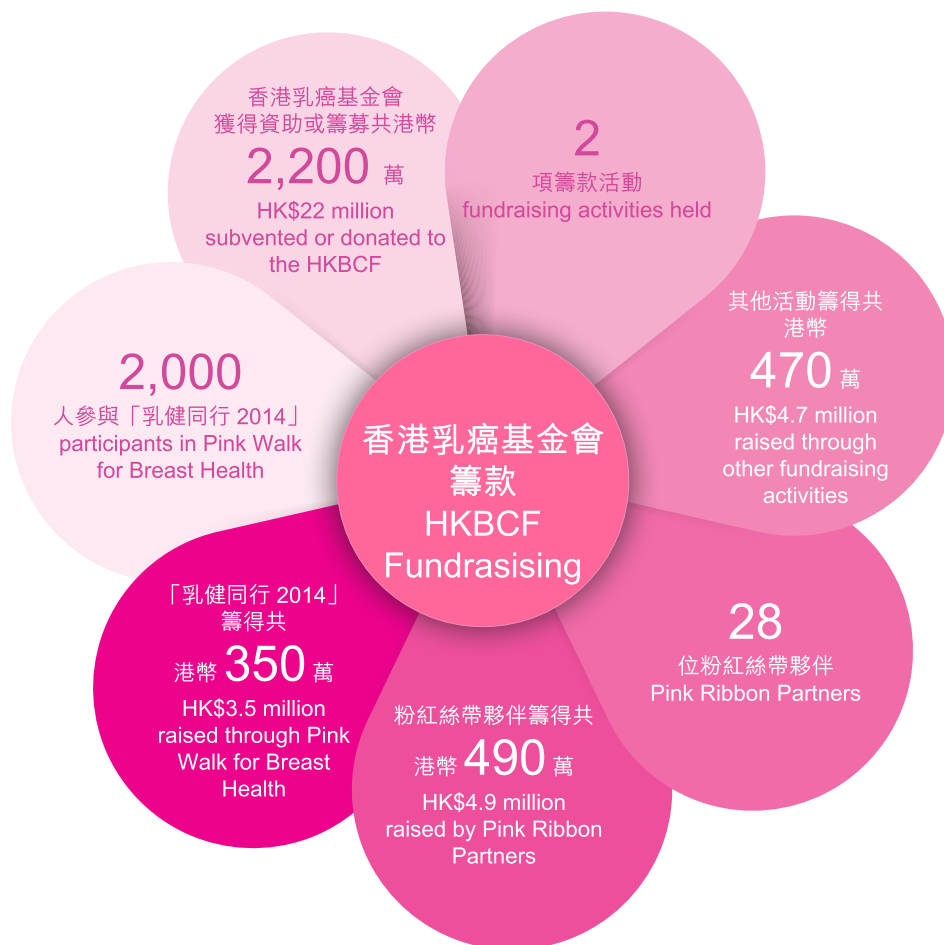 香港乳癌基金會
籌款
HKBCF
Fundrasising
香港乳癌基金會
獲得資助或籌募共港幣
2,200 萬
HK$22 million
subvented or donated to
the HKBCF
2
項籌款活動
fundraising activities held
其他活動籌得共
港幣
470 萬
HK$4.7 million
raised through
other fundraising
activities
28
位粉紅絲帶夥伴
Pink Ribbon Partners
粉紅絲帶夥伴籌得共
港幣 490 萬
HK$4.9 million
raised by Pink Ribbon
Partners
「乳健同行 2014」
籌得共
港幣 350 萬
HK$3.5 million
raised through Pink
Walk for Breast
Health
2,000
人參與「乳健同行 2014」
participants in Pink Walk
for Breast Health